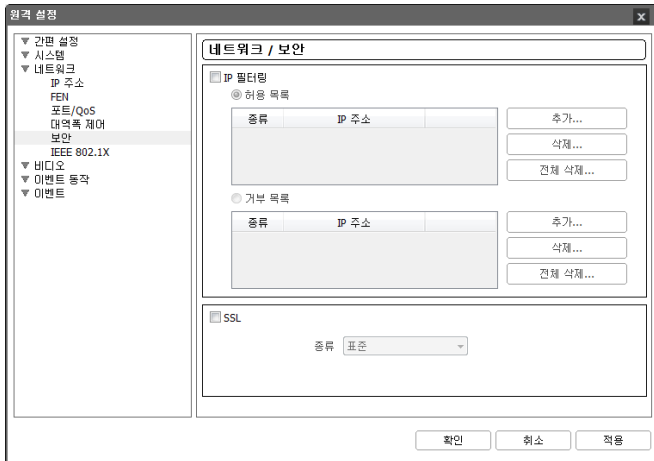 원격 설정
간편 설정
시스템
네트워크
IP 주소
FEN
포트/QoS
대역폭 제어
보안
IEEE 802.1X
비디오
이벤트 동작
이벤트
네트워크 / 보안
IP 필터링
허용 목록
종류 IP 주소
추가...
삭제...
전체 삭제...
거부 목록
종류 IP 주소
추가...
삭제...
전체 삭제...
SSL
종류 표준
확인 취소 적용